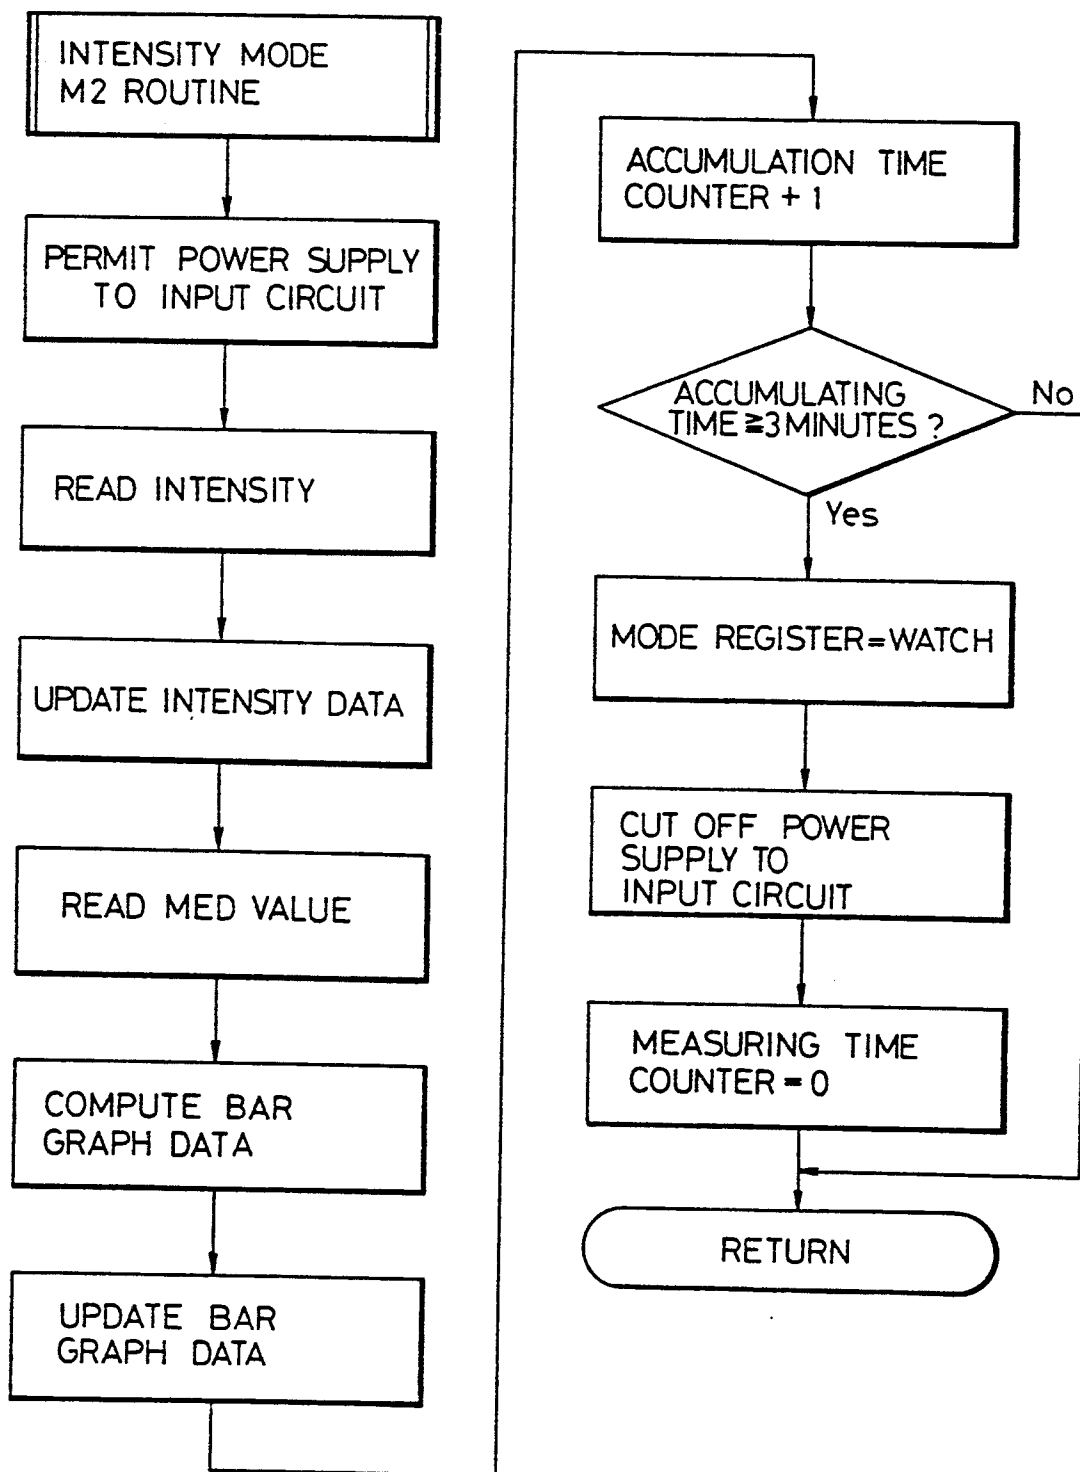 INTENSITY MODE
M2 ROUTINE
PERMIT POWER SUPPLY
TO INPUT CIRCUIT
READ INTENSITY
UPDATE INTENSITY DATA
READ MED VALUE
COMPUTE BAR
GRAPH DATA
UPDATE BAR
GRAPH DATA
ACCUMULATION TIME
COUNTER + 1
ACCUMULATING
TIME ≧ 3 MINUTES ?
No
Yes
MODE REGISTER = WATCH
CUT OFF POWER
SUPPLY TO
INPUT CIRCUIT
MEASURING TIME
COUNTER = 0
RETURN